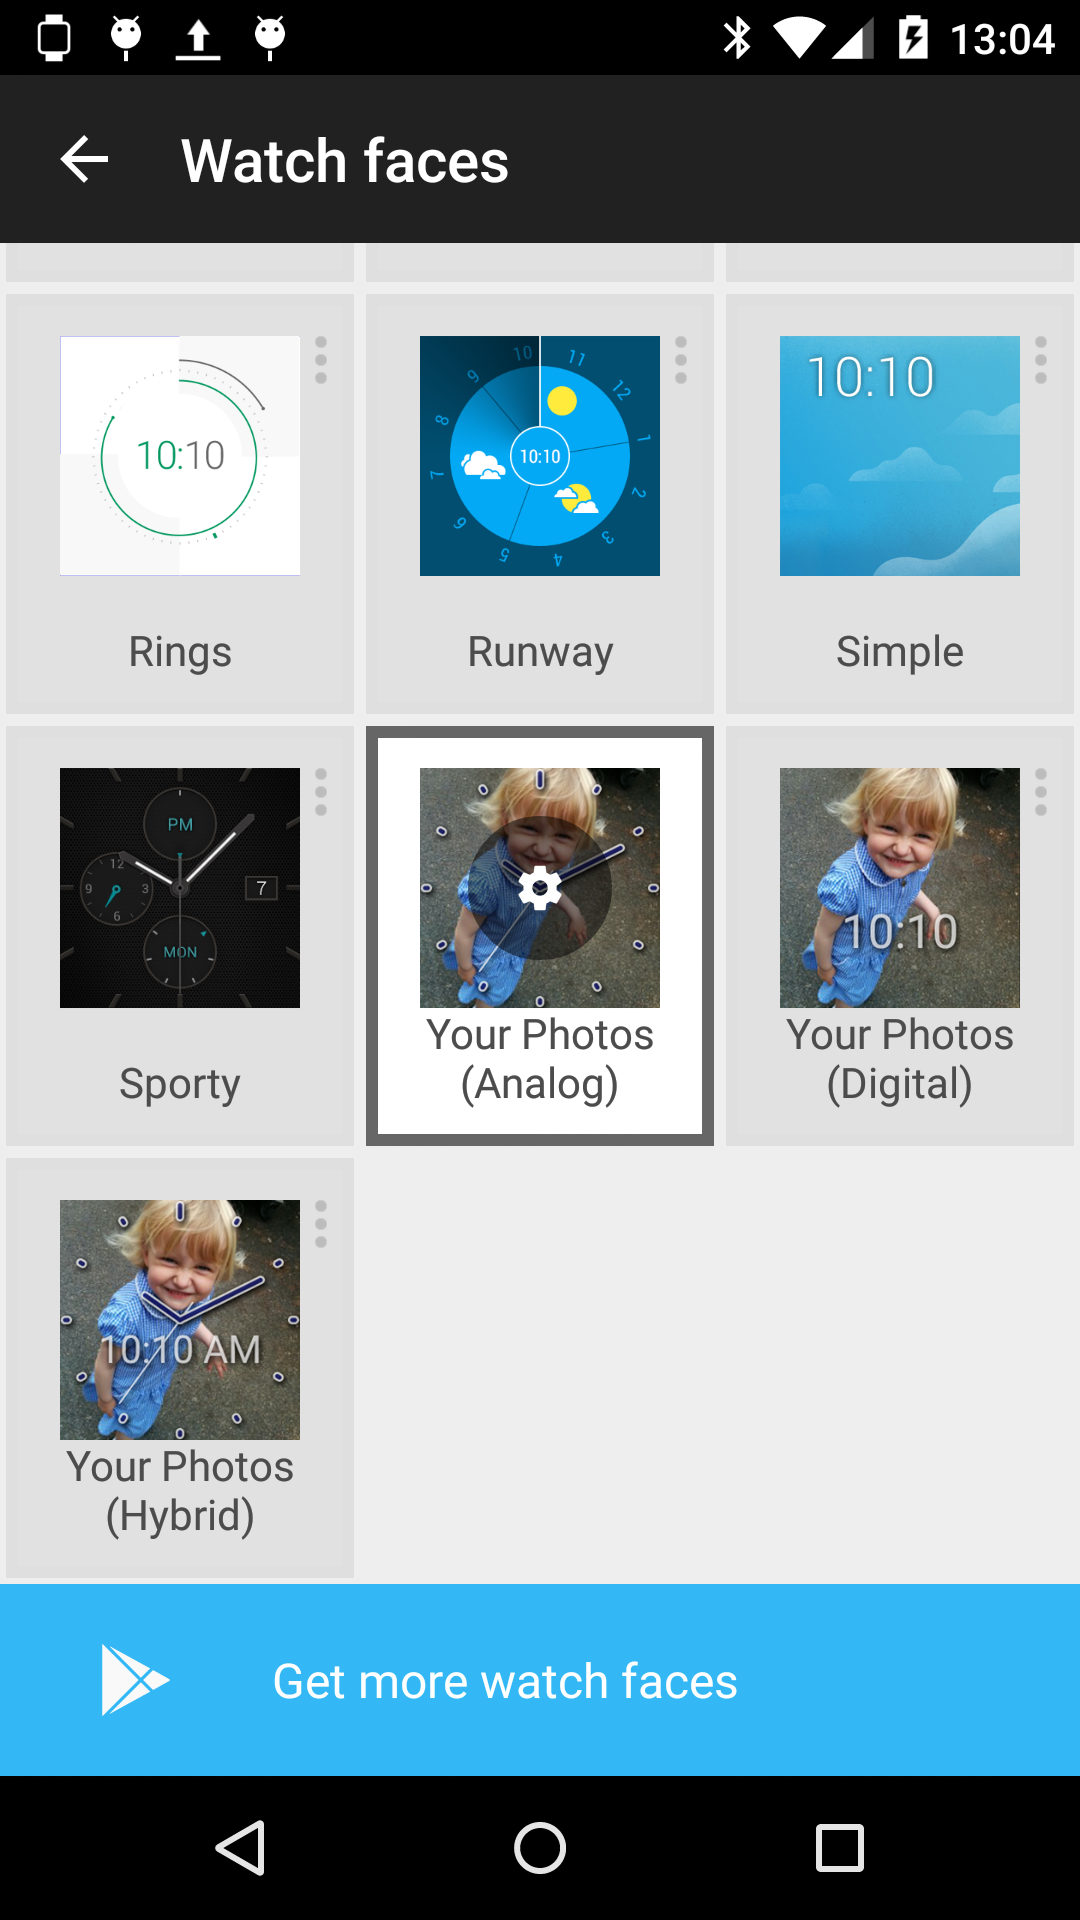 13:04
Watch faces
10:10
10 11 12 1 2 3 4 5 6 7 8 9
10:10
10:10
Rings
Runway
Simple
PM
12
9 3
6
7
MON
10:10
Sporty
Your Photos
(Analog)
Your Photos
(Digital)
10:10 AM
Your Photos
(Hybrid)
Get more watch faces